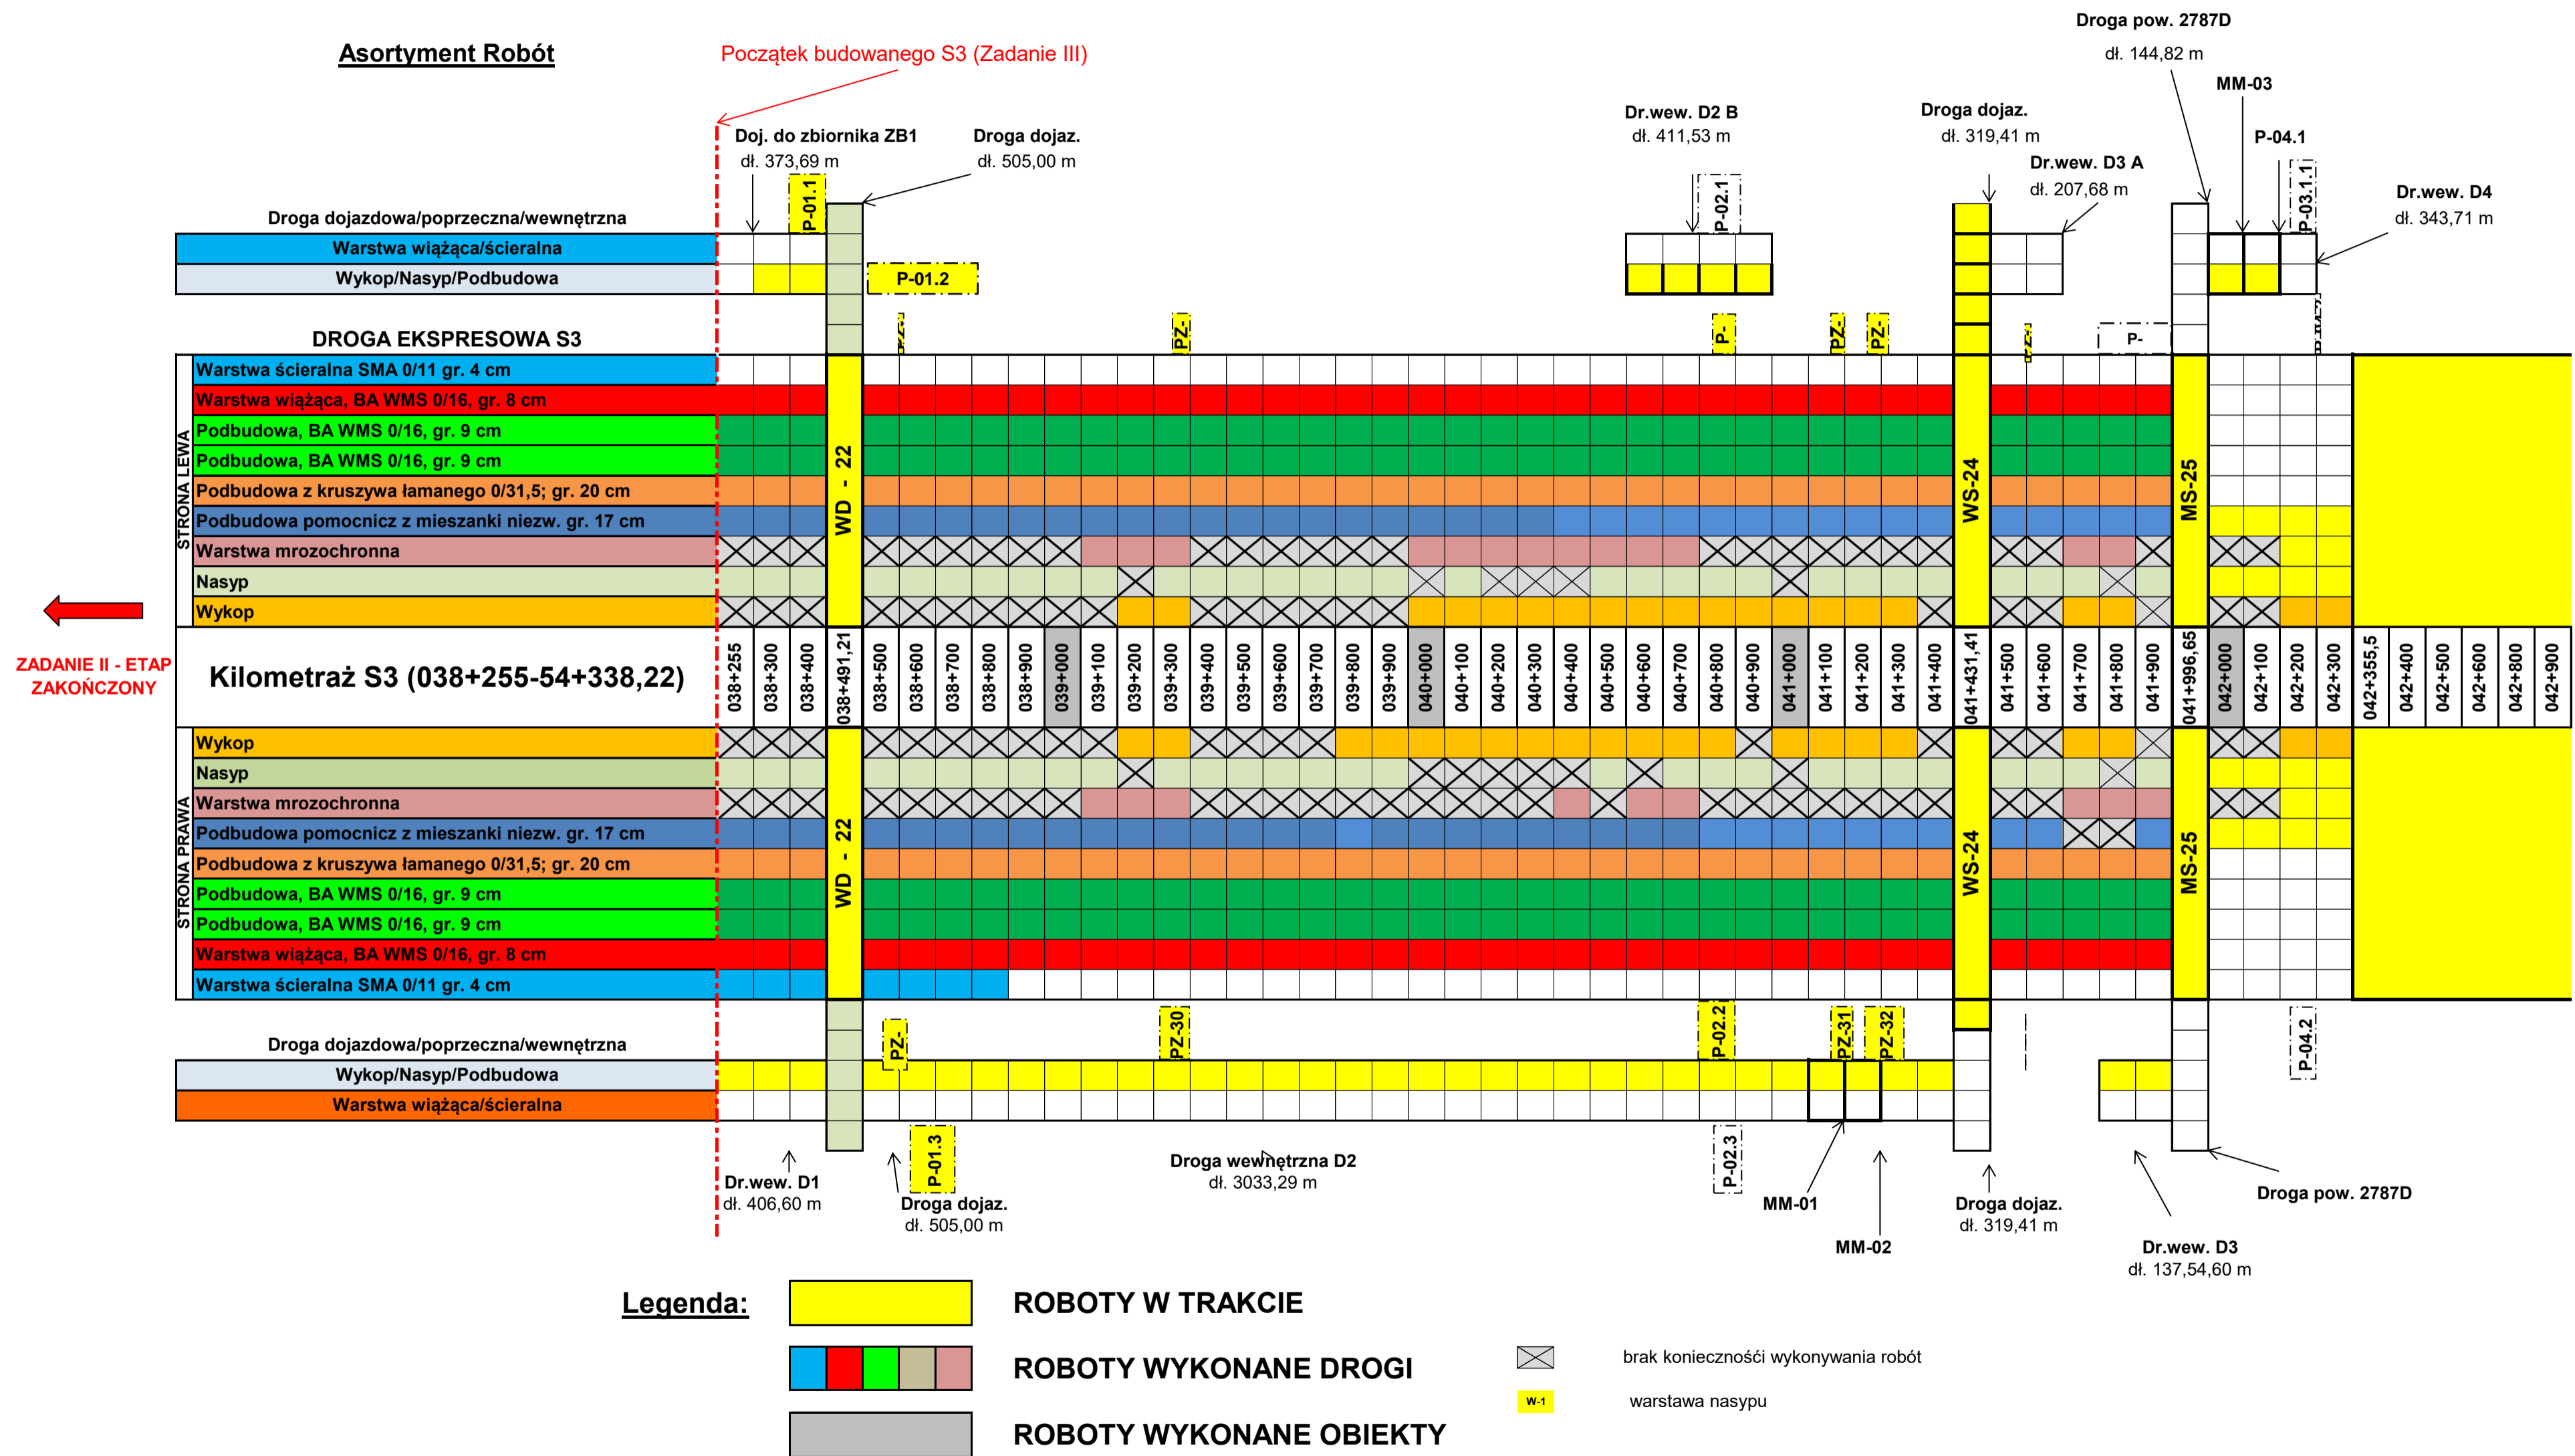 Asortyment Robót
Początek budowanego S3 (Zadanie III)
Droga pow. 2787D
dł. 144,82 m
MM-03
P-04.1
Doj. do zbiornika ZB1
dł. 373,69 m
Droga dojaz.
dł. 505,00 m
Dr.wew. D2 B
dł. 411,53 m
Droga dojaz.
dł. 319,41 m
Dr.wew. D3 A
dł. 207,68 m
Dr.wew. D4
dł. 343,71 m
P-01.1
P-02.1
P-03.1.1
Droga dojazdowa/poprzeczna/wewnętrzna
Warstwa wiążąca/ścieralna
Wykop/Nasyp/Podbudowa
P-01.2
PZ-
P-
PZ-
PZ-
P-
DROGA EKSPRESOWA S3
STRONA LEWA
Warstwa ścieralna SMA 0/11 gr. 4 cm
Warstwa wiążąca, BA WMS 0/16, gr. 8 cm
Podbudowa, BA WMS 0/16, gr. 9 cm
Podbudowa, BA WMS 0/16, gr. 9 cm
Podbudowa z kruszywa łamanego 0/31,5; gr. 20 cm
Podbudowa pomocnicz z mieszanki niezw. gr. 17 cm
Warstwa mrozochronna
Nasyp
Wykop
WD - 22
WS-24
MS-25
ZADANIE II - ETAP
ZAKOŃCZONY
Kilometraż S3 (038+255-54+338,22)
038+255
038+300
038+400
038+491,21
038+500
038+600
038+700
038+800
038+900
039+000
039+100
039+200
039+300
039+400
039+500
039+600
039+700
039+800
039+900
040+000
040+100
040+200
040+300
040+400
040+500
040+600
040+700
040+800
040+900
041+000
041+100
041+200
041+300
041+400
041+431,41
041+500
041+600
041+700
041+800
041+900
041+996,65
042+000
042+100
042+200
042+300
042+355,5
042+400
042+500
042+600
042+800
042+900
STRONA PRAWA
Wykop
Nasyp
Warstwa mrozochronna
Podbudowa pomocnicz z mieszanki niezw. gr. 17 cm
Podbudowa z kruszywa łamanego 0/31,5; gr. 20 cm
Podbudowa, BA WMS 0/16, gr. 9 cm
Podbudowa, BA WMS 0/16, gr. 9 cm
Warstwa wiążąca, BA WMS 0/16, gr. 8 cm
Warstwa ścieralna SMA 0/11 gr. 4 cm
WD - 22
WS-24
MS-25
PZ-
PZ-30
P-02.2
PZ-31
PZ-32
P-04.2
Droga dojazdowa/poprzeczna/wewnętrzna
Wykop/Nasyp/Podbudowa
Warstwa wiążąca/ścieralna
P-01.3
P-02.3
Dr.wew. D1
dł. 406,60 m
Droga dojaz.
dł. 505,00 m
Droga wewnętrzna D2
dł. 3033,29 m
MM-01
MM-02
Droga dojaz.
dł. 319,41 m
Droga pow. 2787D
Dr.wew. D3
dł. 137,54,60 m
Legenda:
ROBOTY W TRAKCIE
ROBOTY WYKONANE DROGI
ROBOTY WYKONANE OBIEKTY
brak koniecznośći wykonywania robót
W-1
warstawa nasypu